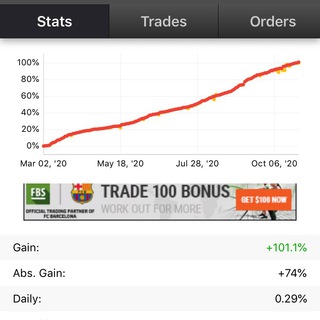 Stats Trades Orders
100%
80%
60%
40%
20%
0%
Mar 02, '20 May 18, '20 Jul 28, '20 Oct 06, '20
FBS
TRADE 100 BONUS
OFFICIAL TRADING PARTNER OF
FC BARCELONA
WORK OUT FOR MORE
GET $100 NOW
Gain: +101.1%
Abs. Gain: +74%
Daily: 0.29%